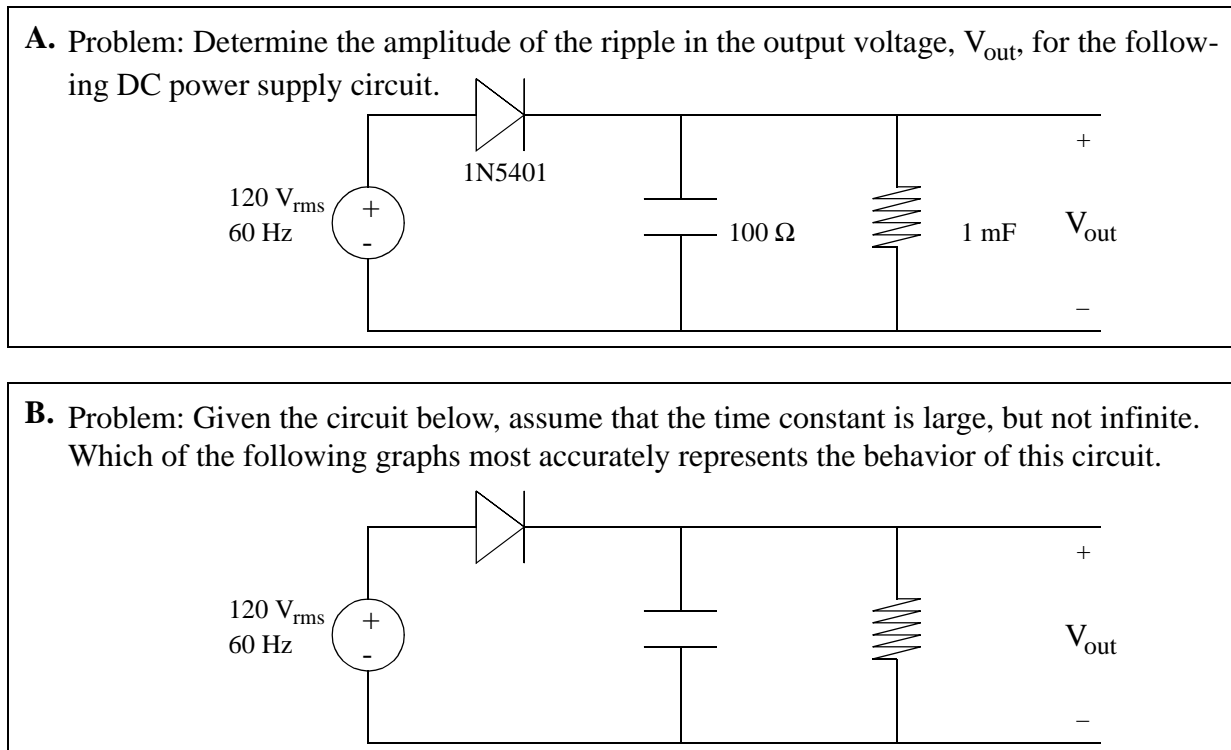 A. Problem: Determine the amplitude of the ripple in the output voltage, Vout, for the follow-
ing DC power supply circuit.
1N5401
120 Vrms
60 Hz
+
-
100 Ω
1 mF
+
Vout
–
B. Problem: Given the circuit below, assume that the time constant is large, but not infinite.
Which of the following graphs most accurately represents the behavior of this circuit.
120 Vrms
60 Hz
+
-
+
Vout
–